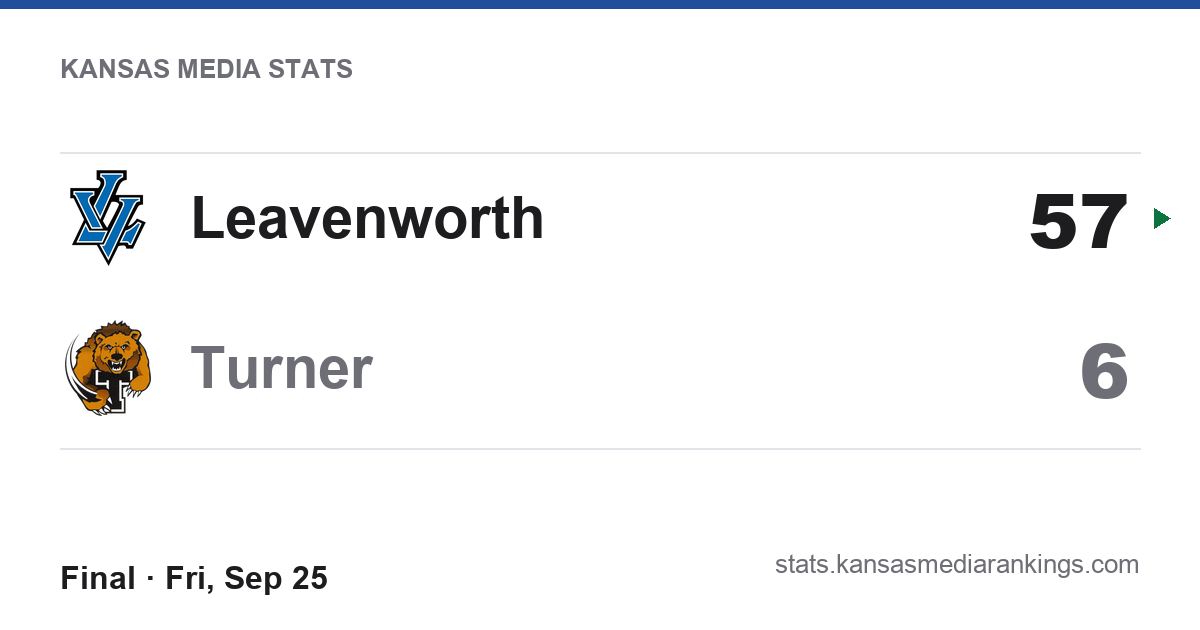 KANSAS MEDIA STATS
Leavenworth 57
Turner 6
Final · Fri, Sep 25
stats.kansasmediarankings.com